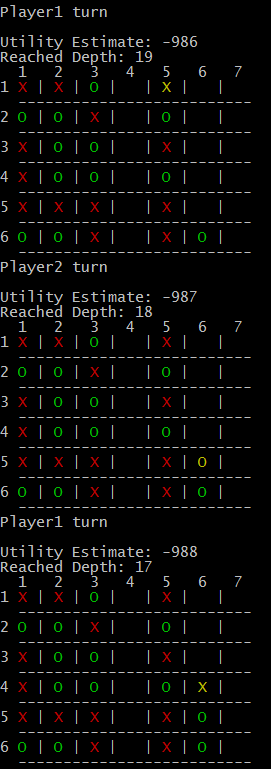 Player1 turn
Utility Estimate: -986
Reached Depth: 19
1 2 3 4 5 6 7
1 X | X | O |   | X |   |
---------------------------
2 O | O | X |   | O |   |
---------------------------
3 X | O | O |   | X |   |
---------------------------
4 X | O | O |   | O |   |
---------------------------
5 X | X | X |   | X |   |
---------------------------
6 O | O | X |   | X | O |
---------------------------
Player2 turn
Utility Estimate: -987
Reached Depth: 18
1 2 3 4 5 6 7
1 X | X | O |   | X |   |
---------------------------
2 O | O | X |   | O |   |
---------------------------
3 X | O | O |   | X |   |
---------------------------
4 X | O | O |   | O |   |
---------------------------
5 X | X | X |   | X | O |
---------------------------
6 O | O | X |   | X | O |
---------------------------
Player1 turn
Utility Estimate: -988
Reached Depth: 17
1 2 3 4 5 6 7
1 X | X | O |   | X |   |
---------------------------
2 O | O | X |   | O |   |
---------------------------
3 X | O | O |   | X |   |
---------------------------
4 X | O | O |   | O | X |
---------------------------
5 X | X | X |   | X | O |
---------------------------
6 O | O | X |   | X | O |
---------------------------